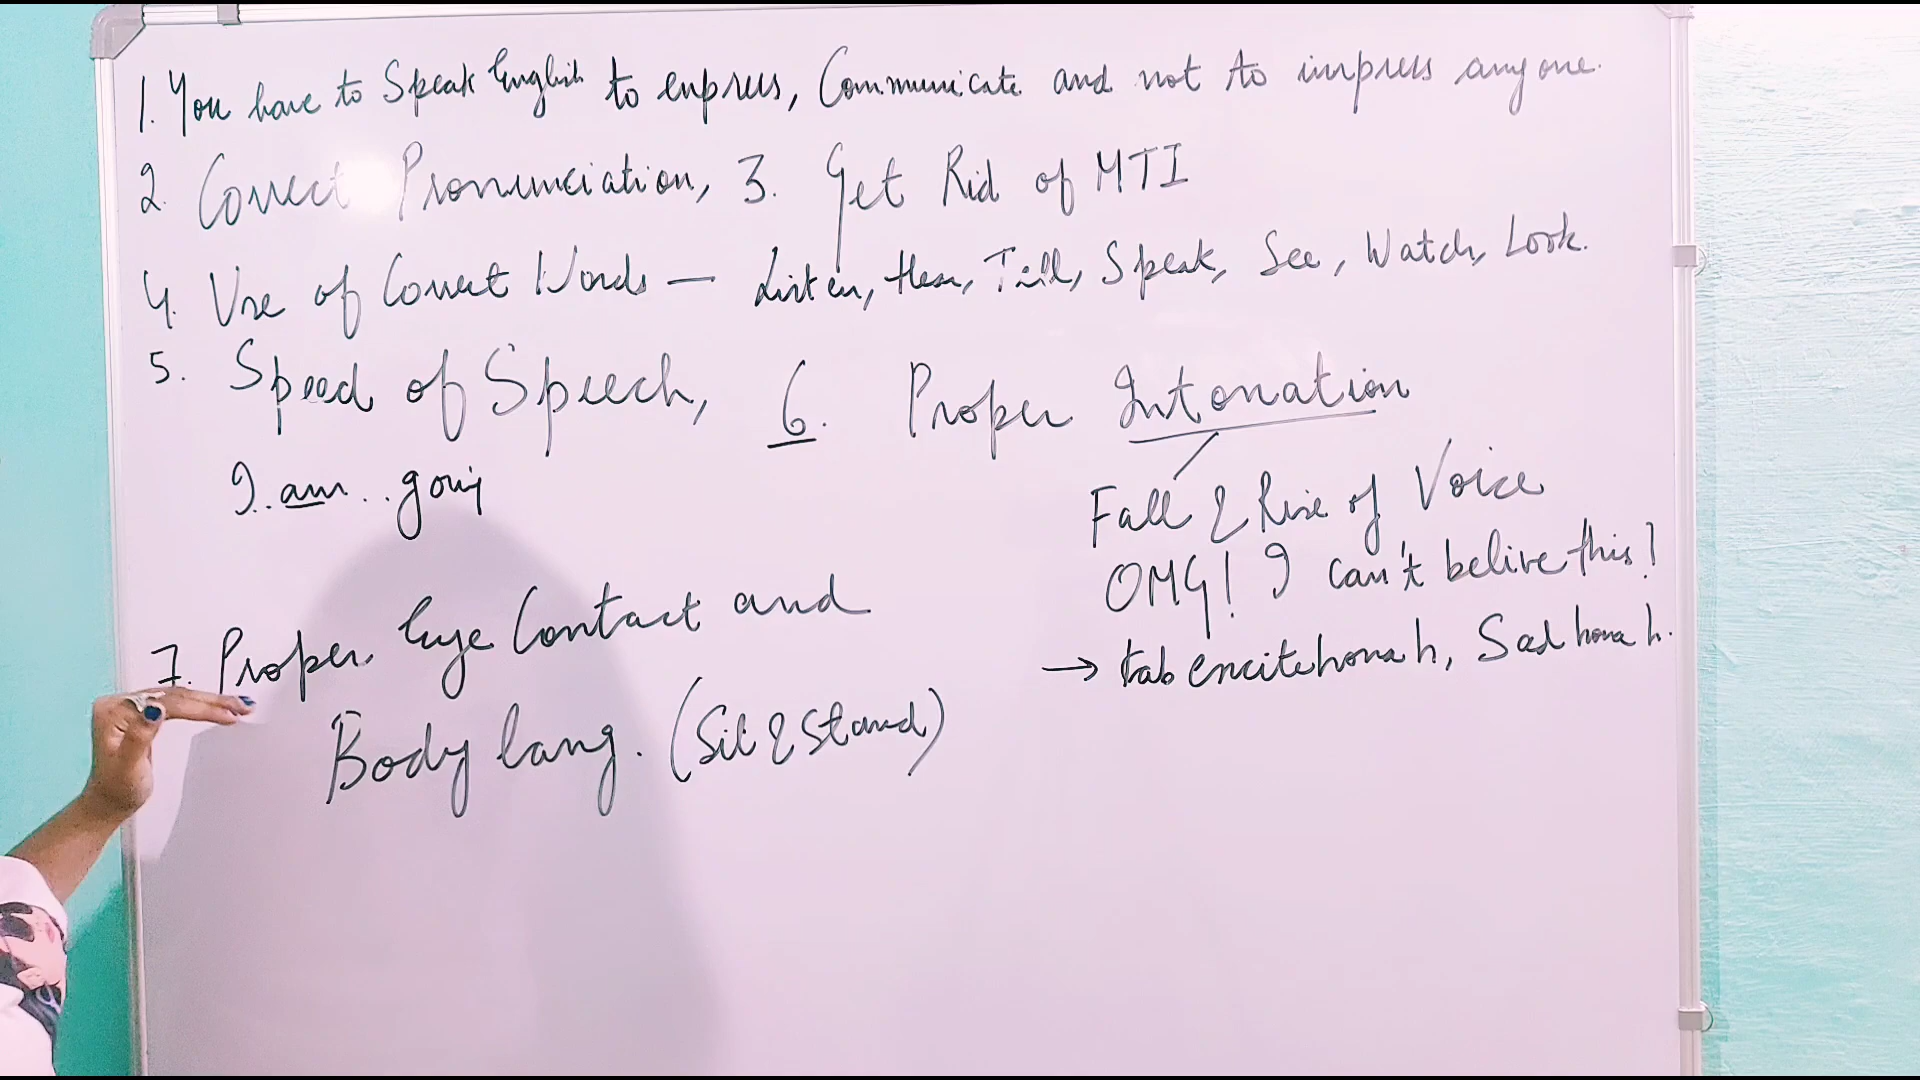 1. You have to Speak English to express, Communicate and not to impress anyone.
2. Correct Pronunciation, 3. Get Rid of MTI
4. Use of Correct Words — Listen, Hear, Tell, Speak, See, Watch, Look.
5. Speed of Speech, 6. Proper Intonation
I..am...going
Fall & Rise of Voice
OMG! I can't belive this!
→ tab excite hona h, Sad hona h.
7. Proper Eye Contact and
Body lang. (Sit & Stand)